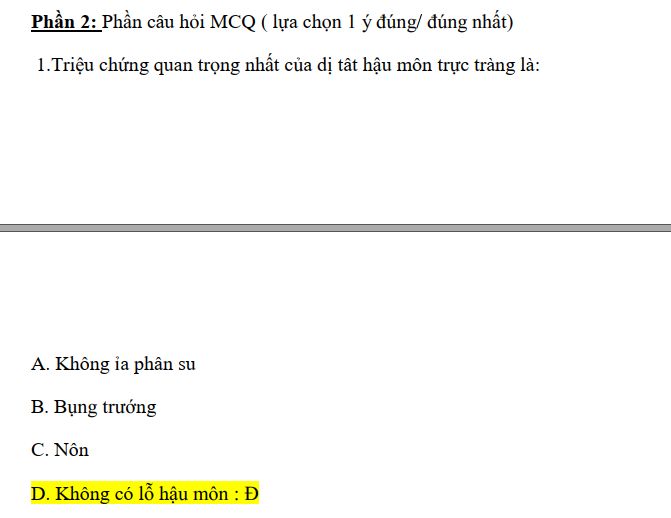 Phần 2: Phần câu hỏi MCQ ( lựa chọn 1 ý đúng/ đúng nhất)
1.Triệu chứng quan trọng nhất của dị tât hậu môn trực tràng là:
A. Không ỉa phân su
B. Bụng trướng
C. Nôn
D. Không có lỗ hậu môn : Đ